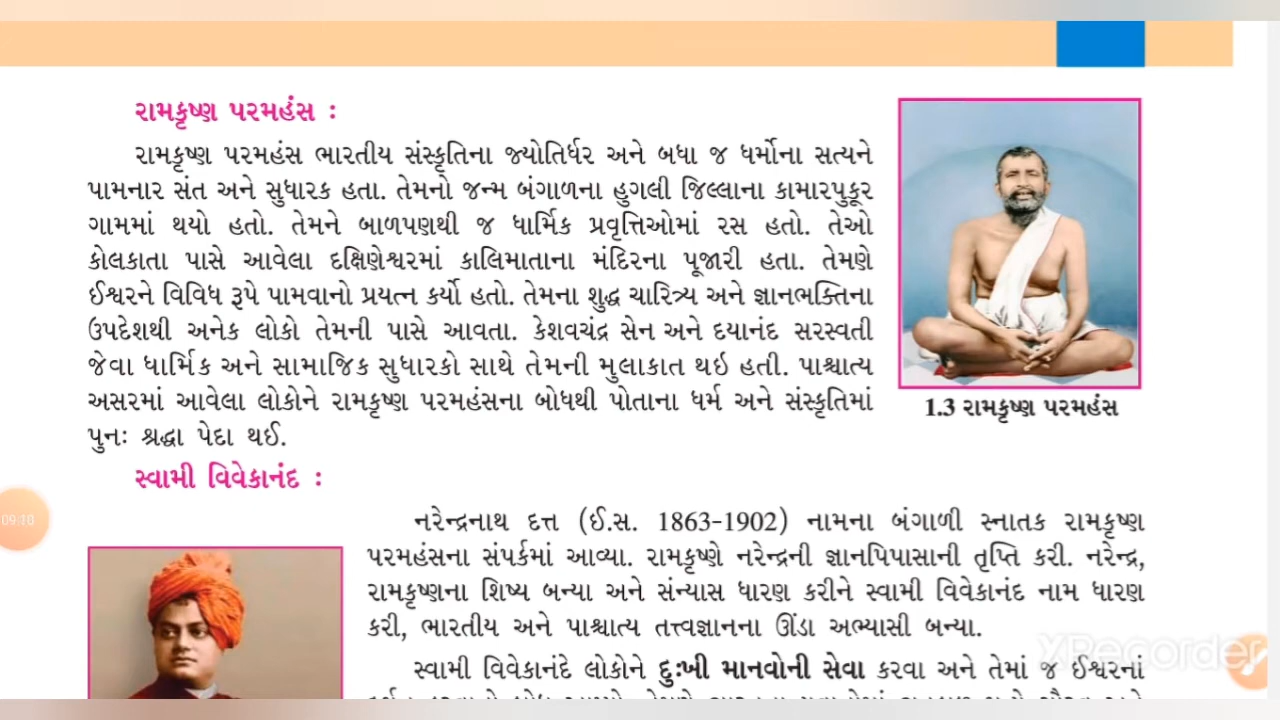 રામકૃષ્ણ પરમહંસ :
રામકૃષ્ણ પરમહંસ ભારતીય સંસ્કૃતિના જ્યોતિર્ધર અને બધા જ ધર્મોના સત્યને
પામનાર સંત અને સુધારક હતા. તેમનો જન્મ બંગાળના હુગલી જિલ્લાના કામારપુકૂર
ગામમાં થયો હતો. તેમને બાળપણથી જ ધાર્મિક પ્રવૃત્તિઓમાં રસ હતો. તેઓ
કોલકાતા પાસે આવેલા દક્ષિણેશ્વરમાં કાલિમાતાના મંદિરના પૂજારી હતા. તેમણે
ઈશ્વરને વિવિધ રૂપે પામવાનો પ્રયત્ન કર્યો હતો. તેમના શુદ્ધ ચારિત્ર્ય અને જ્ઞાનભક્તિના
ઉપદેશથી અનેક લોકો તેમની પાસે આવતા. કેશવચંદ્ર સેન અને દયાનંદ સરસ્વતી
જેવા ધાર્મિક અને સામાજિક સુધારકો સાથે તેમની મુલાકાત થઇ હતી. પાશ્ચાત્ય
અસરમાં આવેલા લોકોને રામકૃષ્ણ પરમહંસના બોધથી પોતાના ધર્મ અને સંસ્કૃતિમાં
પુનઃ શ્રદ્ધા પેદા થઈ.
1.3 રામકૃષ્ણ પરમહંસ
સ્વામી વિવેકાનંદ :
નરેન્દ્રનાથ દત્ત (ઈ.સ. 1863-1902) નામના બંગાળી સ્નાતક રામકૃષ્ણ
પરમહંસના સંપર્કમાં આવ્યા. રામકૃષ્ણે નરેન્દ્રની જ્ઞાનપિપાસાની તૃપ્તિ કરી. નરેન્દ્ર,
રામકૃષ્ણના શિષ્ય બન્યા અને સંન્યાસ ધારણ કરીને સ્વામી વિવેકાનંદ નામ ધારણ
કરી, ભારતીય અને પાશ્ચાત્ય તત્ત્વજ્ઞાનના ઊંડા અભ્યાસી બન્યા.
સ્વામી વિવેકાનંદે લોકોને દુઃખી માનવોની સેવા કરવા અને તેમાં જ ઈશ્વરનાં
09:10
XRecorder